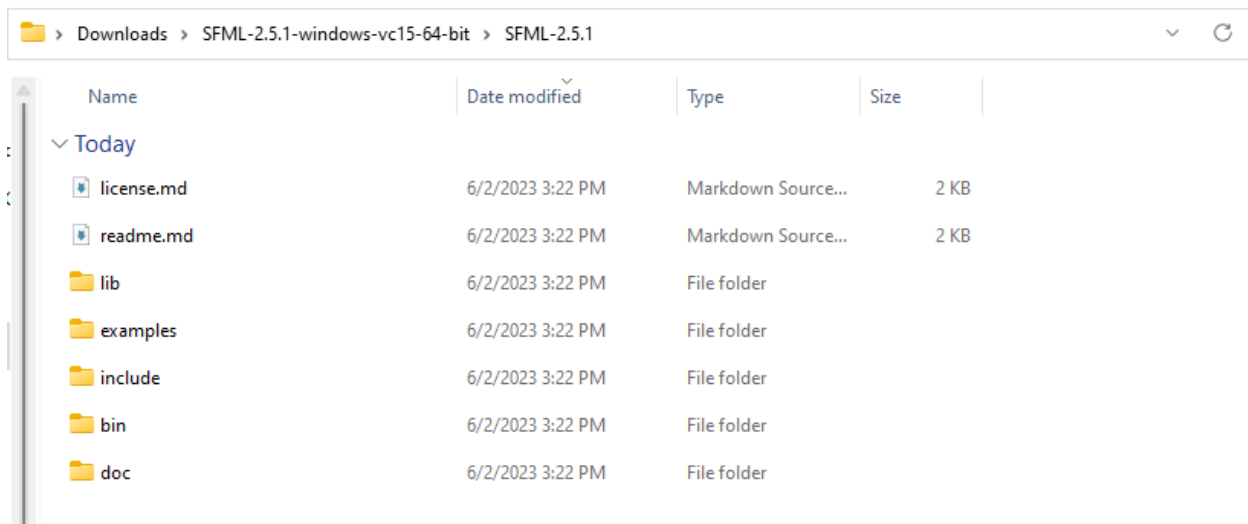 Downloads > SFML-2.5.1-windows-vc15-64-bit > SFML-2.5.1
Name Date modified Type Size
Today
license.md 6/2/2023 3:22 PM Markdown Source... 2 KB
readme.md 6/2/2023 3:22 PM Markdown Source... 2 KB
lib 6/2/2023 3:22 PM File folder
examples 6/2/2023 3:22 PM File folder
include 6/2/2023 3:22 PM File folder
bin 6/2/2023 3:22 PM File folder
doc 6/2/2023 3:22 PM File folder